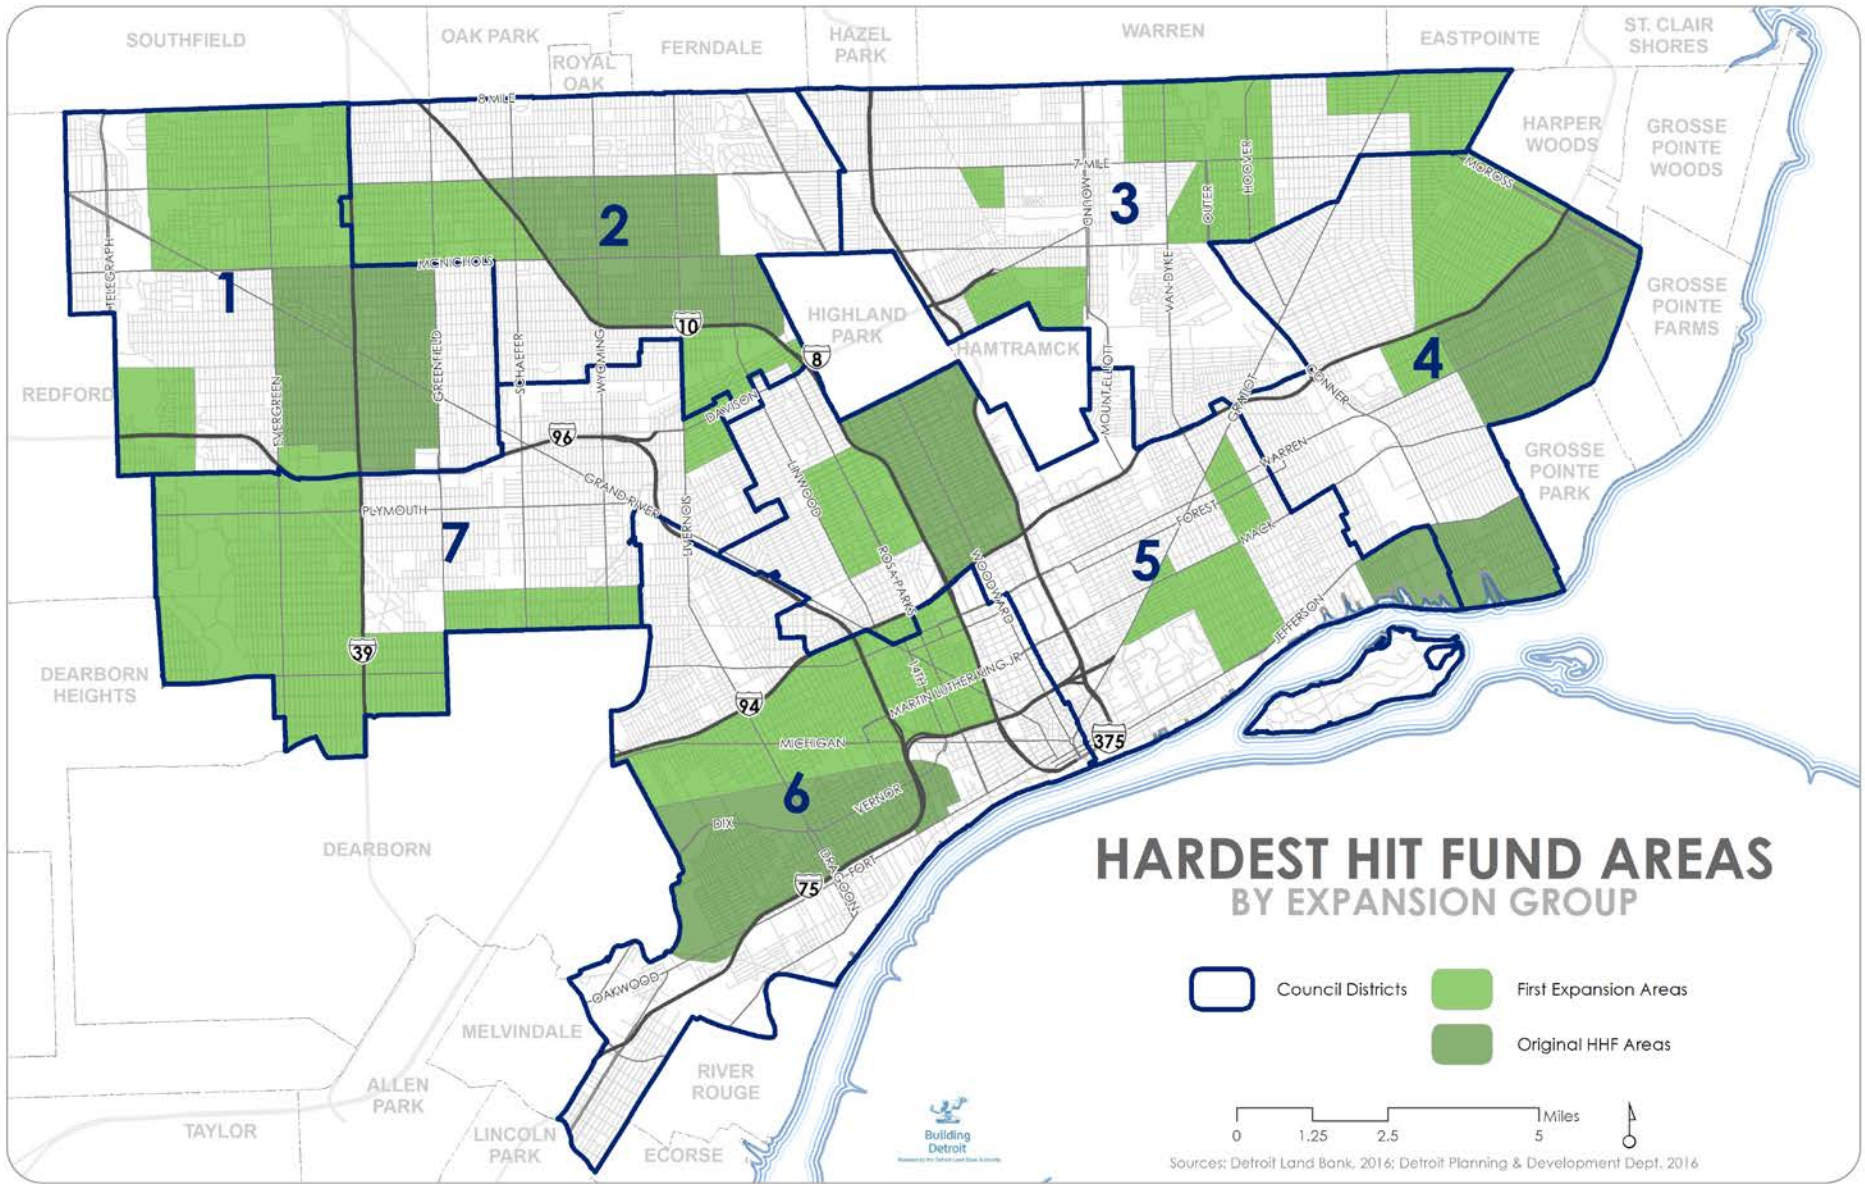 SOUTHFIELD
OAK PARK
ROYAL
OAK
FERNDALE
HAZEL
PARK
WARREN
EASTPOINTE
ST. CLAIR
SHORES
8 MILE
HARPER
WOODS
GROSSE
POINTE
WOODS
7 MILE
MOROSS
MOUND
OUTER
HOOVER
1
2
3
TELEGRAPH
MCNICHOLS
VAN DYKE
GROSSE
POINTE
FARMS
HIGHLAND
PARK
10
8
HAMTRAMCK
4
REDFORD
EVERGREEN
GREENFIELD
SCHAEFER
WYOMING
DAVISON
MOUNT ELLIOTT
GRATIOT
CONNER
96
GRAND RIVER
LINWOOD
WARREN
GROSSE
POINTE
PARK
PLYMOUTH
7
LIVERNOIS
ROSA PARKS
WOODWARD
FOREST
MACK
5
JEFFERSON
39
DEARBORN
HEIGHTS
94
14TH
MARTIN LUTHER KING JR
MICHIGAN
375
6
VERNOR
DIX
DEARBORN
75
DRAGOON
FORT
HARDEST HIT FUND AREAS
BY EXPANSION GROUP
OAKWOOD
Council Districts
First Expansion Areas
Original HHF Areas
MELVINDALE
RIVER
ROUGE
ALLEN
PARK
TAYLOR
LINCOLN
PARK
ECORSE
Building
Detroit
Miles
0 1.25 2.5 5
Sources: Detroit Land Bank, 2016; Detroit Planning & Development Dept. 2016